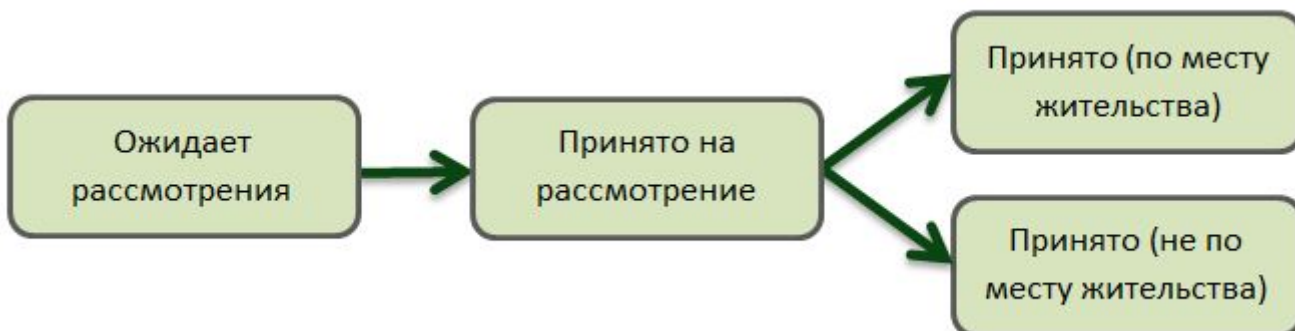 Ожидает
рассмотрения
Принято на
рассмотрение
Принято (по месту
жительства)
Принято (не по
месту жительства)